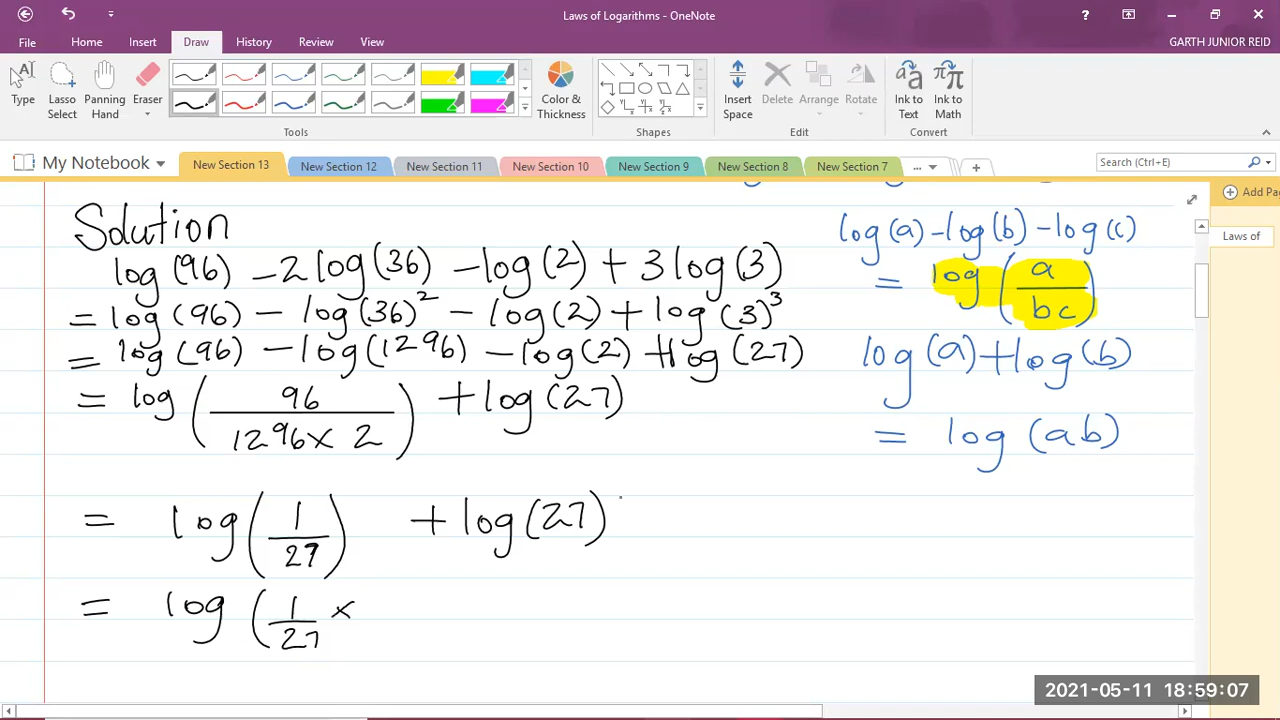 Laws of Logarithms - OneNote
GARTH JUNIOR REID
File Home Insert Draw History Review View
Type Lasso Select Panning Hand Eraser Color & Thickness Insert Space Delete Arrange Rotate Ink to Text Ink to Math
Tools Shapes Edit Convert
My Notebook New Section 13 New Section 12 New Section 11 New Section 10 New Section 9 New Section 8 New Section 7 ... + Search (Ctrl+E)
Add Pag
Laws of
Solution
log(96) - 2log(36) - log(2) + 3log(3)
= log(96) - log(36)² - log(2) + log(3)³
= log(96) - log(1296) - log(2) + log(27)
= log(96/(1296 × 2)) + log(27)
= log(1/27) + log(27)
= log(1/27 ×
log(a) - log(b) - log(c)
= log(a/bc)
log(a) + log(b)
= log(ab)
2021-05-11 18:59:07